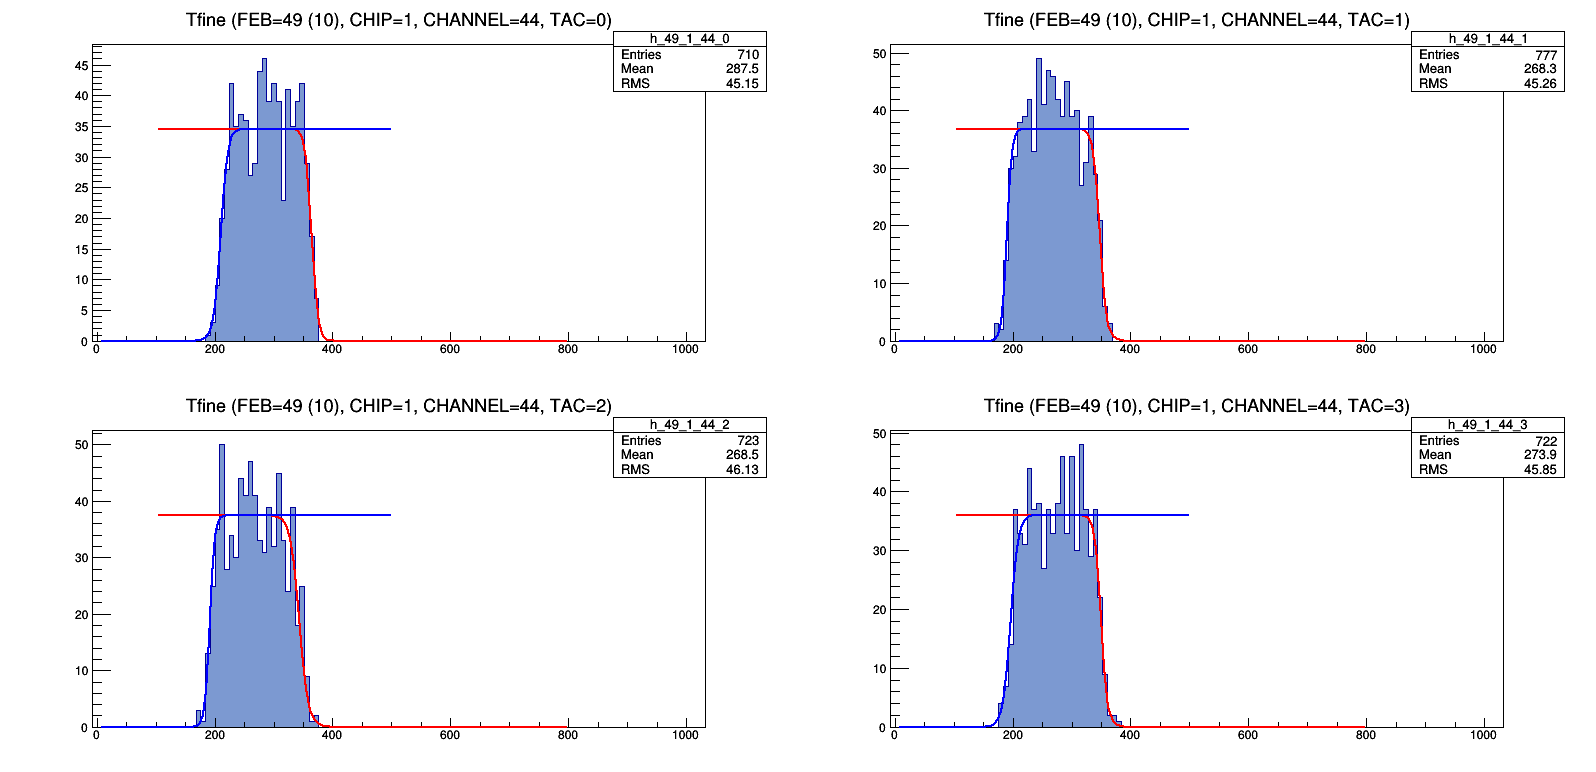 Tfine (FEB=49 (10), CHIP=1, CHANNEL=44, TAC=0)
h_49_1_44_0
Entries 710
Mean 287.5
RMS 45.15
45
40
35
30
25
20
15
10
5
0
0 200 400 600 800 1000
Tfine (FEB=49 (10), CHIP=1, CHANNEL=44, TAC=1)
h_49_1_44_1
Entries 777
Mean 268.3
RMS 45.26
50
40
30
20
10
0
0 200 400 600 800 1000
Tfine (FEB=49 (10), CHIP=1, CHANNEL=44, TAC=2)
h_49_1_44_2
Entries 723
Mean 268.5
RMS 46.13
50
40
30
20
10
0
0 200 400 600 800 1000
Tfine (FEB=49 (10), CHIP=1, CHANNEL=44, TAC=3)
h_49_1_44_3
Entries 722
Mean 273.9
RMS 45.85
50
40
30
20
10
0
0 200 400 600 800 1000